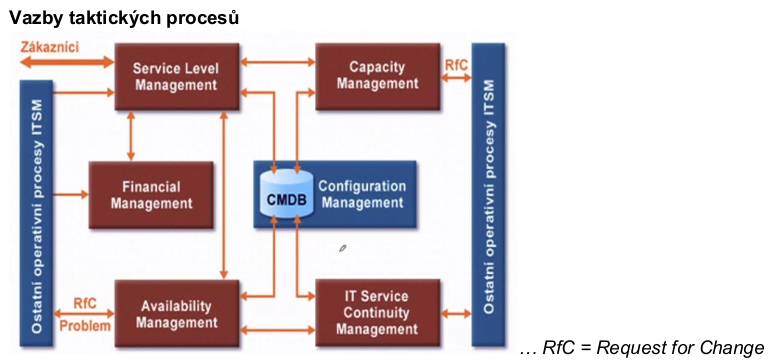 Vazby taktických procesů
Zákazníci
Service Level
Management
Capacity
Management
RfC
Ostatní operativní procesy ITSM
Financial
Management
CMDB
Configuration
Management
Ostatní operativní procesy ITSM
RfC
Problem
Availability
Management
IT Service
Continuity
Management
... RfC = Request for Change